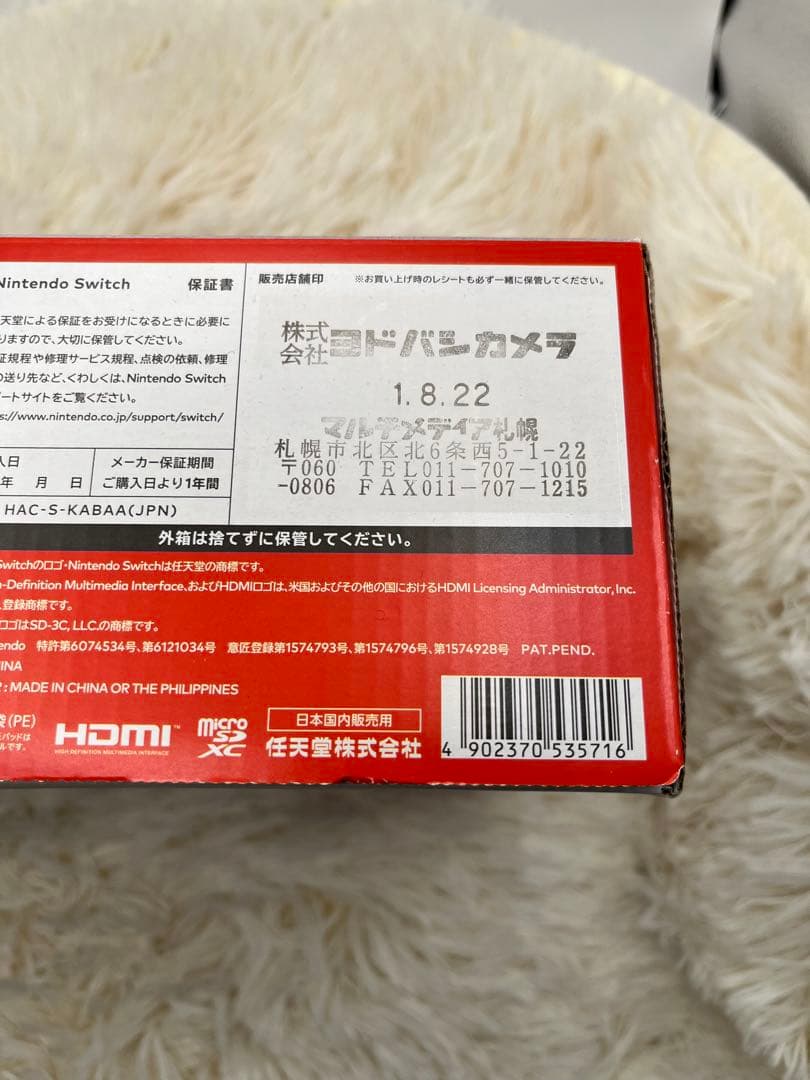 Nintendo Switch 保証書
天堂による保証をお受けになるときに必要に
りますので、大切に保管してください。
証規程や修理サービス規程、点検の依頼、修理
の送り先など、くわしくは、Nintendo Switch
ートサイトをご覧ください。
s://www.nintendo.co.jp/support/switch/
入日
年 月 日
メーカー保証期間
ご購入日より1年間
HAC-S-KABAA(JPN)
販売店舗印 ※お買い上げ時のレシートも必ず一緒に保管してください。
株式会社ヨドバシカメラ
1.8.22
マルチメディア札幌
札幌市北区北6条西5-1-22
〒060 TEL011-707-1010
-0806 FAX011-707-1215
外箱は捨てずに保管してください。
Switchのロゴ・Nintendo Switchは任天堂の商標です。
h-Definition Multimedia Interface、およびHDMIロゴは、米国およびその他の国におけるHDMI Licensing Administrator, Inc.
登録商標です。
ロゴはSD-3C, LLC.の商標です。
tendo 特許第6074534号、第6121034号 意匠登録第1574793号、第1574796号、第1574928号 PAT.PEND.
INA
: MADE IN CHINA OR THE PHILIPPINES
袋(PE)
パッドは
ルです。
HDMI™
HIGH-DEFINITION MULTIMEDIA INTERFACE
micro SD XC
日本国内販売用
任天堂株式会社
4 902370 535716